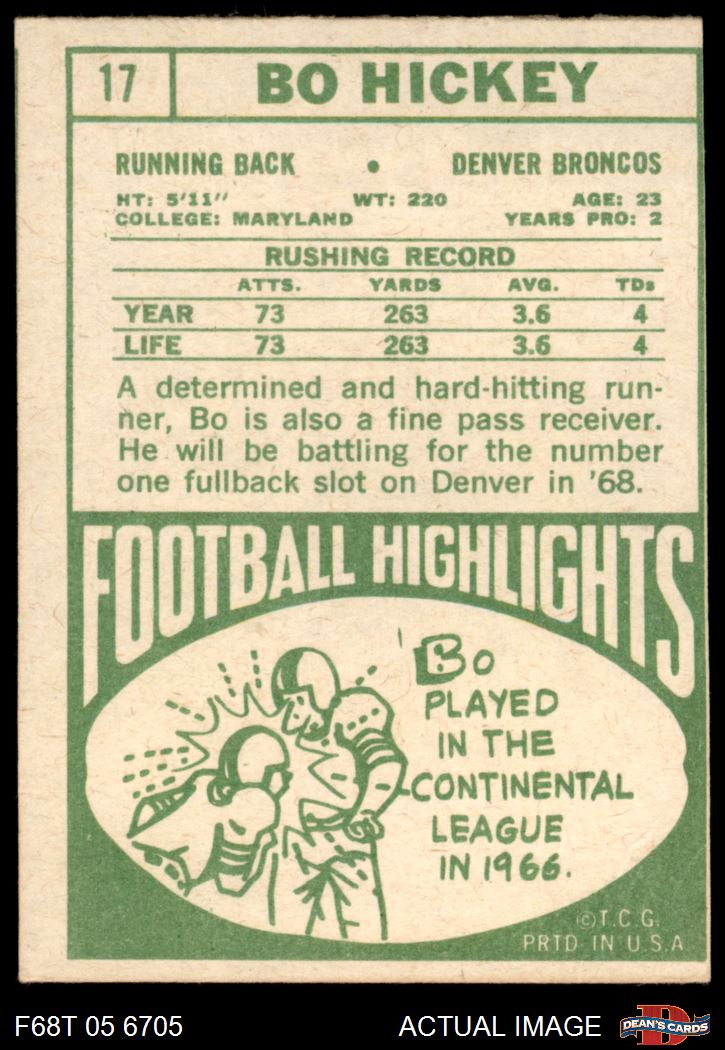 17 BO HICKEY
RUNNING BACK • DENVER BRONCOS
HT: 5'11" WT: 220 AGE: 23
COLLEGE: MARYLAND YEARS PRO: 2
RUSHING RECORD
ATTS. YARDS AVG. TDs
YEAR 73 263 3.6 4
LIFE 73 263 3.6 4
A determined and hard-hitting run-
ner, Bo is also a fine pass receiver.
He will be battling for the number
one fullback slot on Denver in '68.
FOOTBALL HIGHLIGHTS
Bo
PLAYED
IN THE
CONTINENTAL
LEAGUE
IN 1966.
©T.C.G.
PRTD IN U.S.A.
F68T 05 6705 ACTUAL IMAGE D DEAN'S CARDS